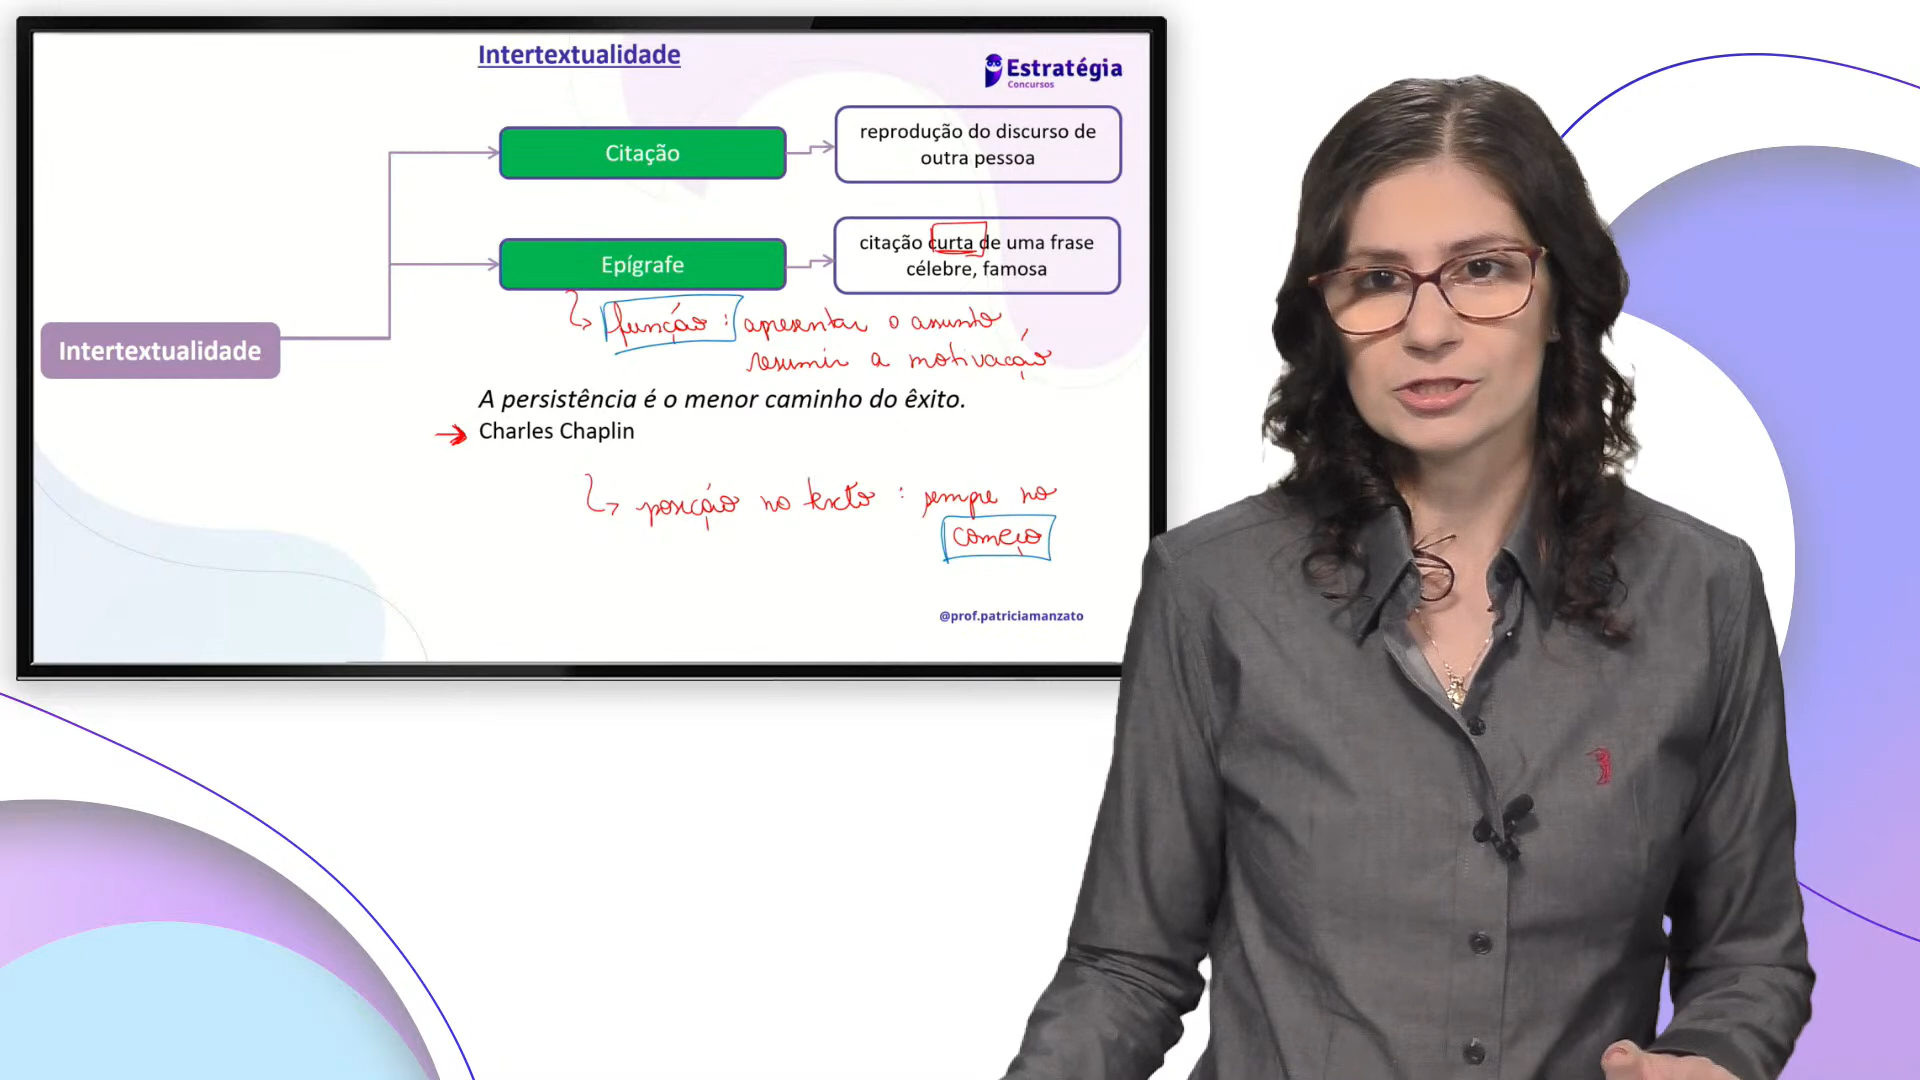 Intertextualidade
Estratégia
Concursos
Citação
reprodução do discurso de
outra pessoa
Epígrafe
citação curta de uma frase
célebre, famosa
função: apresentar o assunto
resumir a motivação
Intertextualidade
A persistência é o menor caminho do êxito.
Charles Chaplin
posição no texto: sempre no
começo
@prof.patriciamanzato